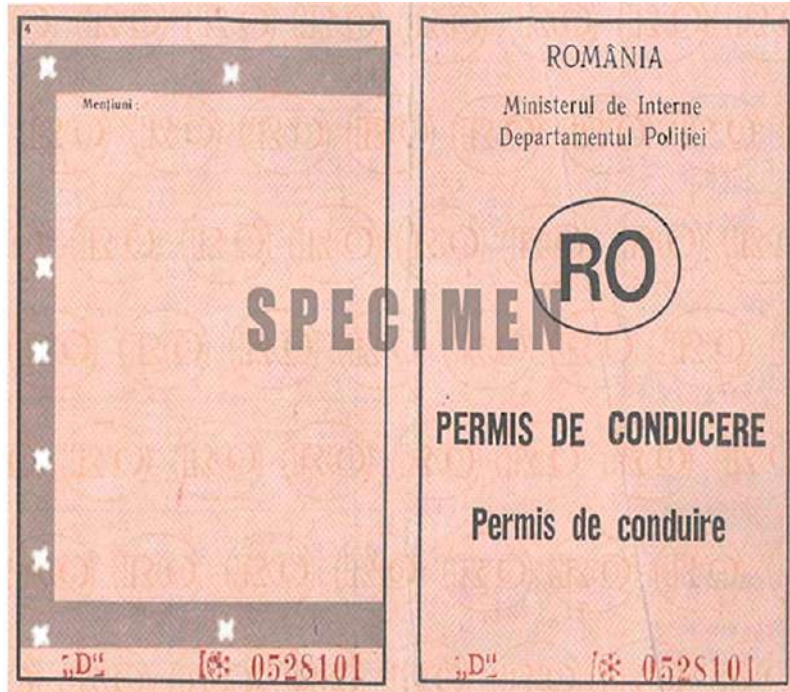 4
Mențiuni :
„D“ 0528101
ROMÂNIA
Ministerul de Interne
Departamentul Poliției
RO
SPECIMEN
PERMIS DE CONDUCERE
Permis de conduire
„D“ 0528101